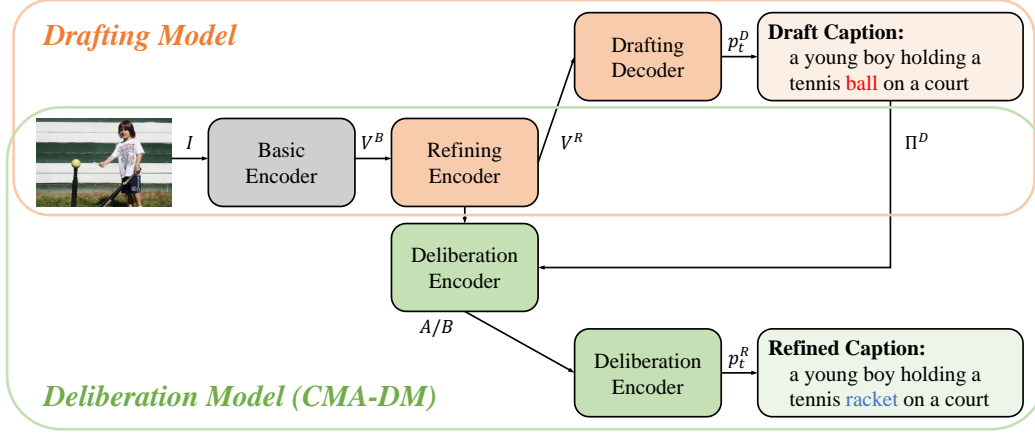 Drafting Model
Drafting
Decoder
p_t^D
Draft Caption:
a young boy holding a
tennis ball on a court
I
Basic
Encoder
V^B
Refining
Encoder
V^R
Π^D
Deliberation
Encoder
A/B
Deliberation
Encoder
p_t^R
Refined Caption:
a young boy holding a
tennis racket on a court
Deliberation Model (CMA-DM)